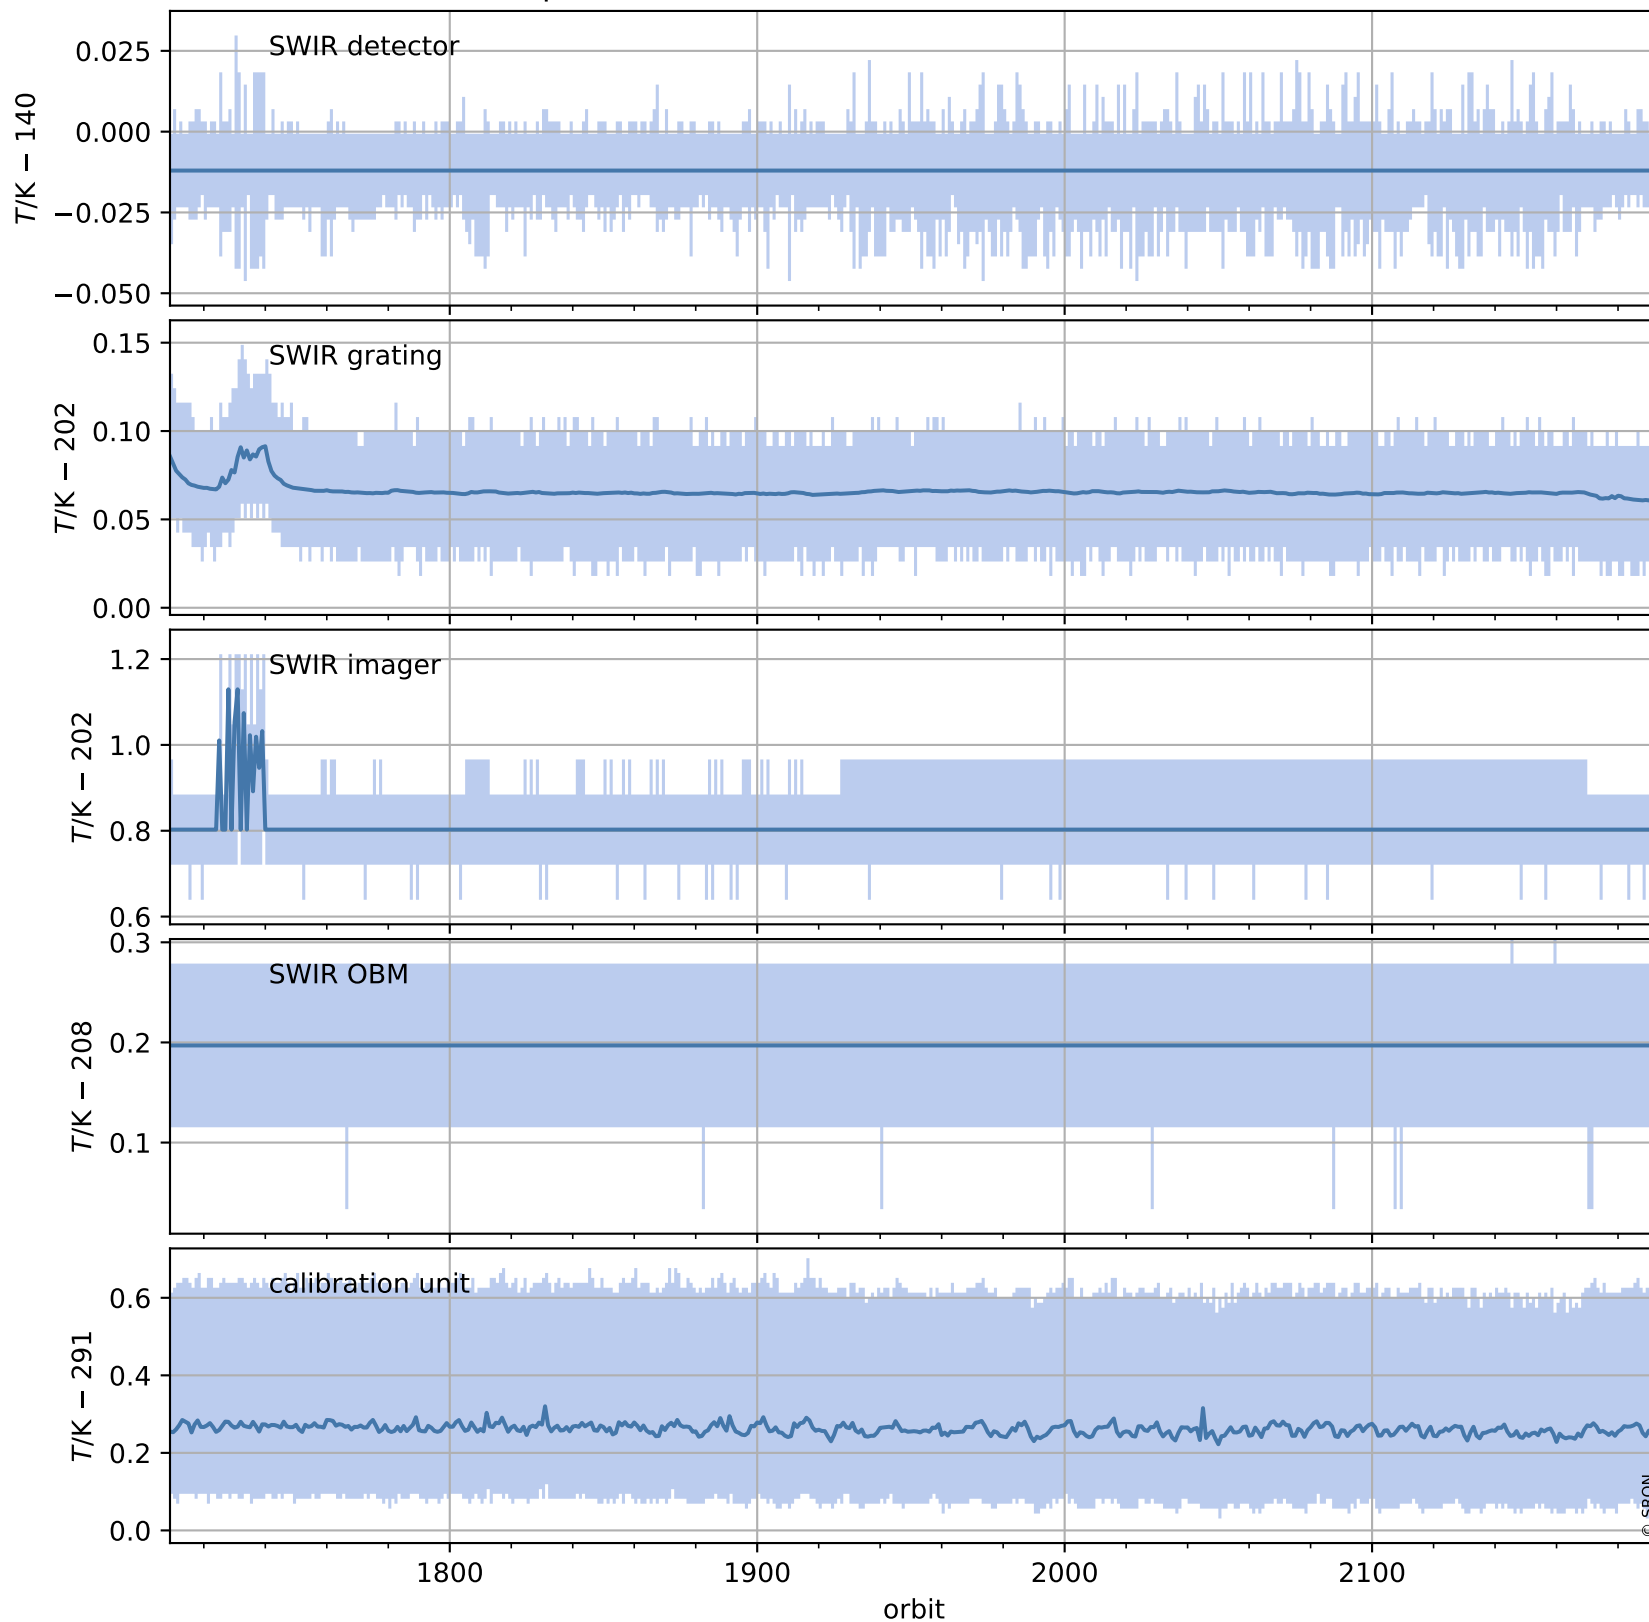 SWIR detector
0.025
0.000
−0.025
−0.050
T/K − 140
SWIR grating
0.15
0.10
0.05
0.00
T/K − 202
SWIR imager
1.2
1.0
0.8
0.6
T/K − 202
SWIR OBM
0.3
0.2
0.1
T/K − 208
calibration unit
0.6
0.4
0.2
0.0
T/K − 291
1800
1900
2000
2100
orbit
© SRON